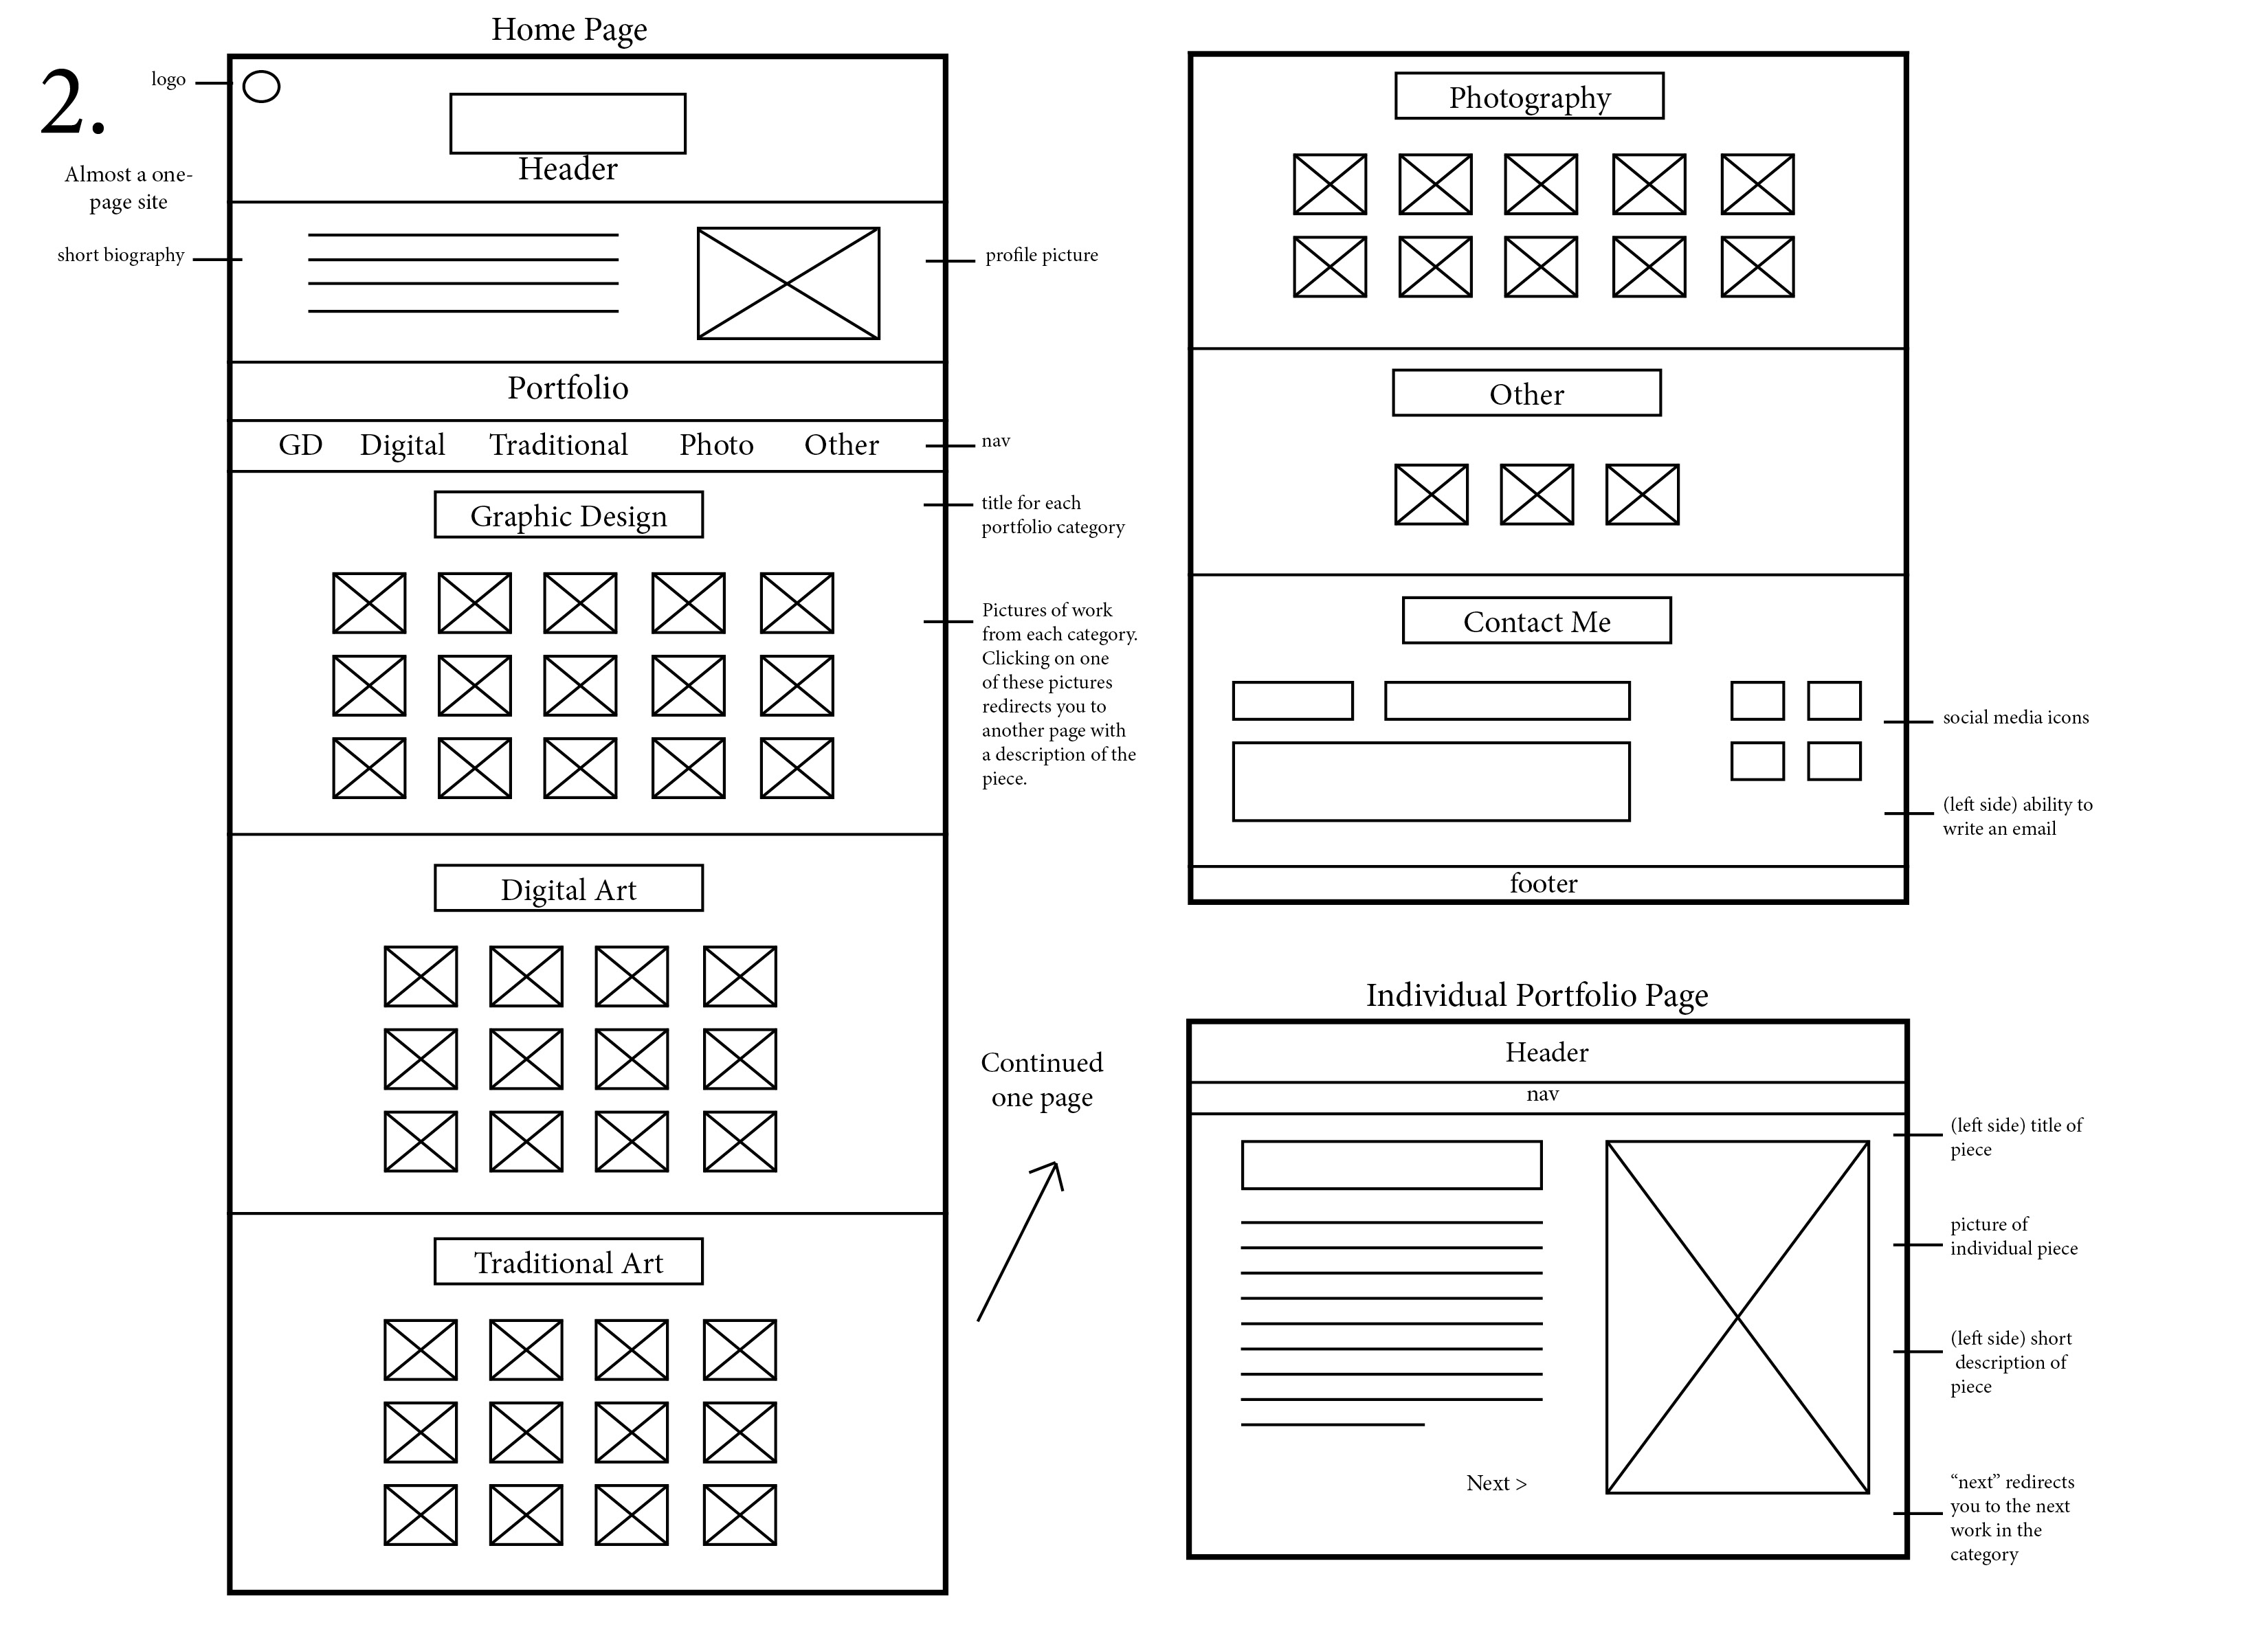 2.
Almost a one-
page site
Home Page
logo
Header
short biography
profile picture
Portfolio
GD Digital Traditional Photo Other
nav
Graphic Design
title for each
portfolio category
Pictures of work
from each category.
Clicking on one
of these pictures
redirects you to
another page with
a description of the
piece.
Digital Art
Traditional Art
Continued
one page
Photography
Other
Contact Me
social media icons
(left side) ability to
write an email
footer
Individual Portfolio Page
Header
nav
(left side) title of
piece
picture of
individual piece
(left side) short
description of
piece
Next >
“next” redirects
you to the next
work in the
category